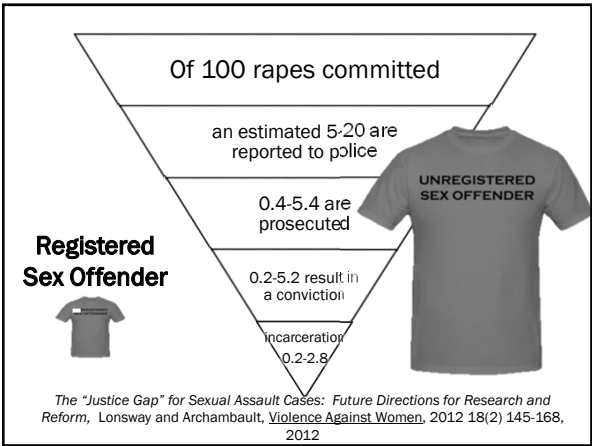 Of 100 rapes committed
an estimated 5-20 are
reported to police
UNREGISTERED
SEX OFFENDER
0.4-5.4 are
prosecuted
Registered
Sex Offender
0.2-5.2 result in
a conviction
REGISTERED
SEX OFFENDER
incarceration
0.2-2.8
The “Justice Gap” for Sexual Assault Cases: Future Directions for Research and
Reform, Lonsway and Archambault, Violence Against Women, 2012 18(2) 145-168,
2012